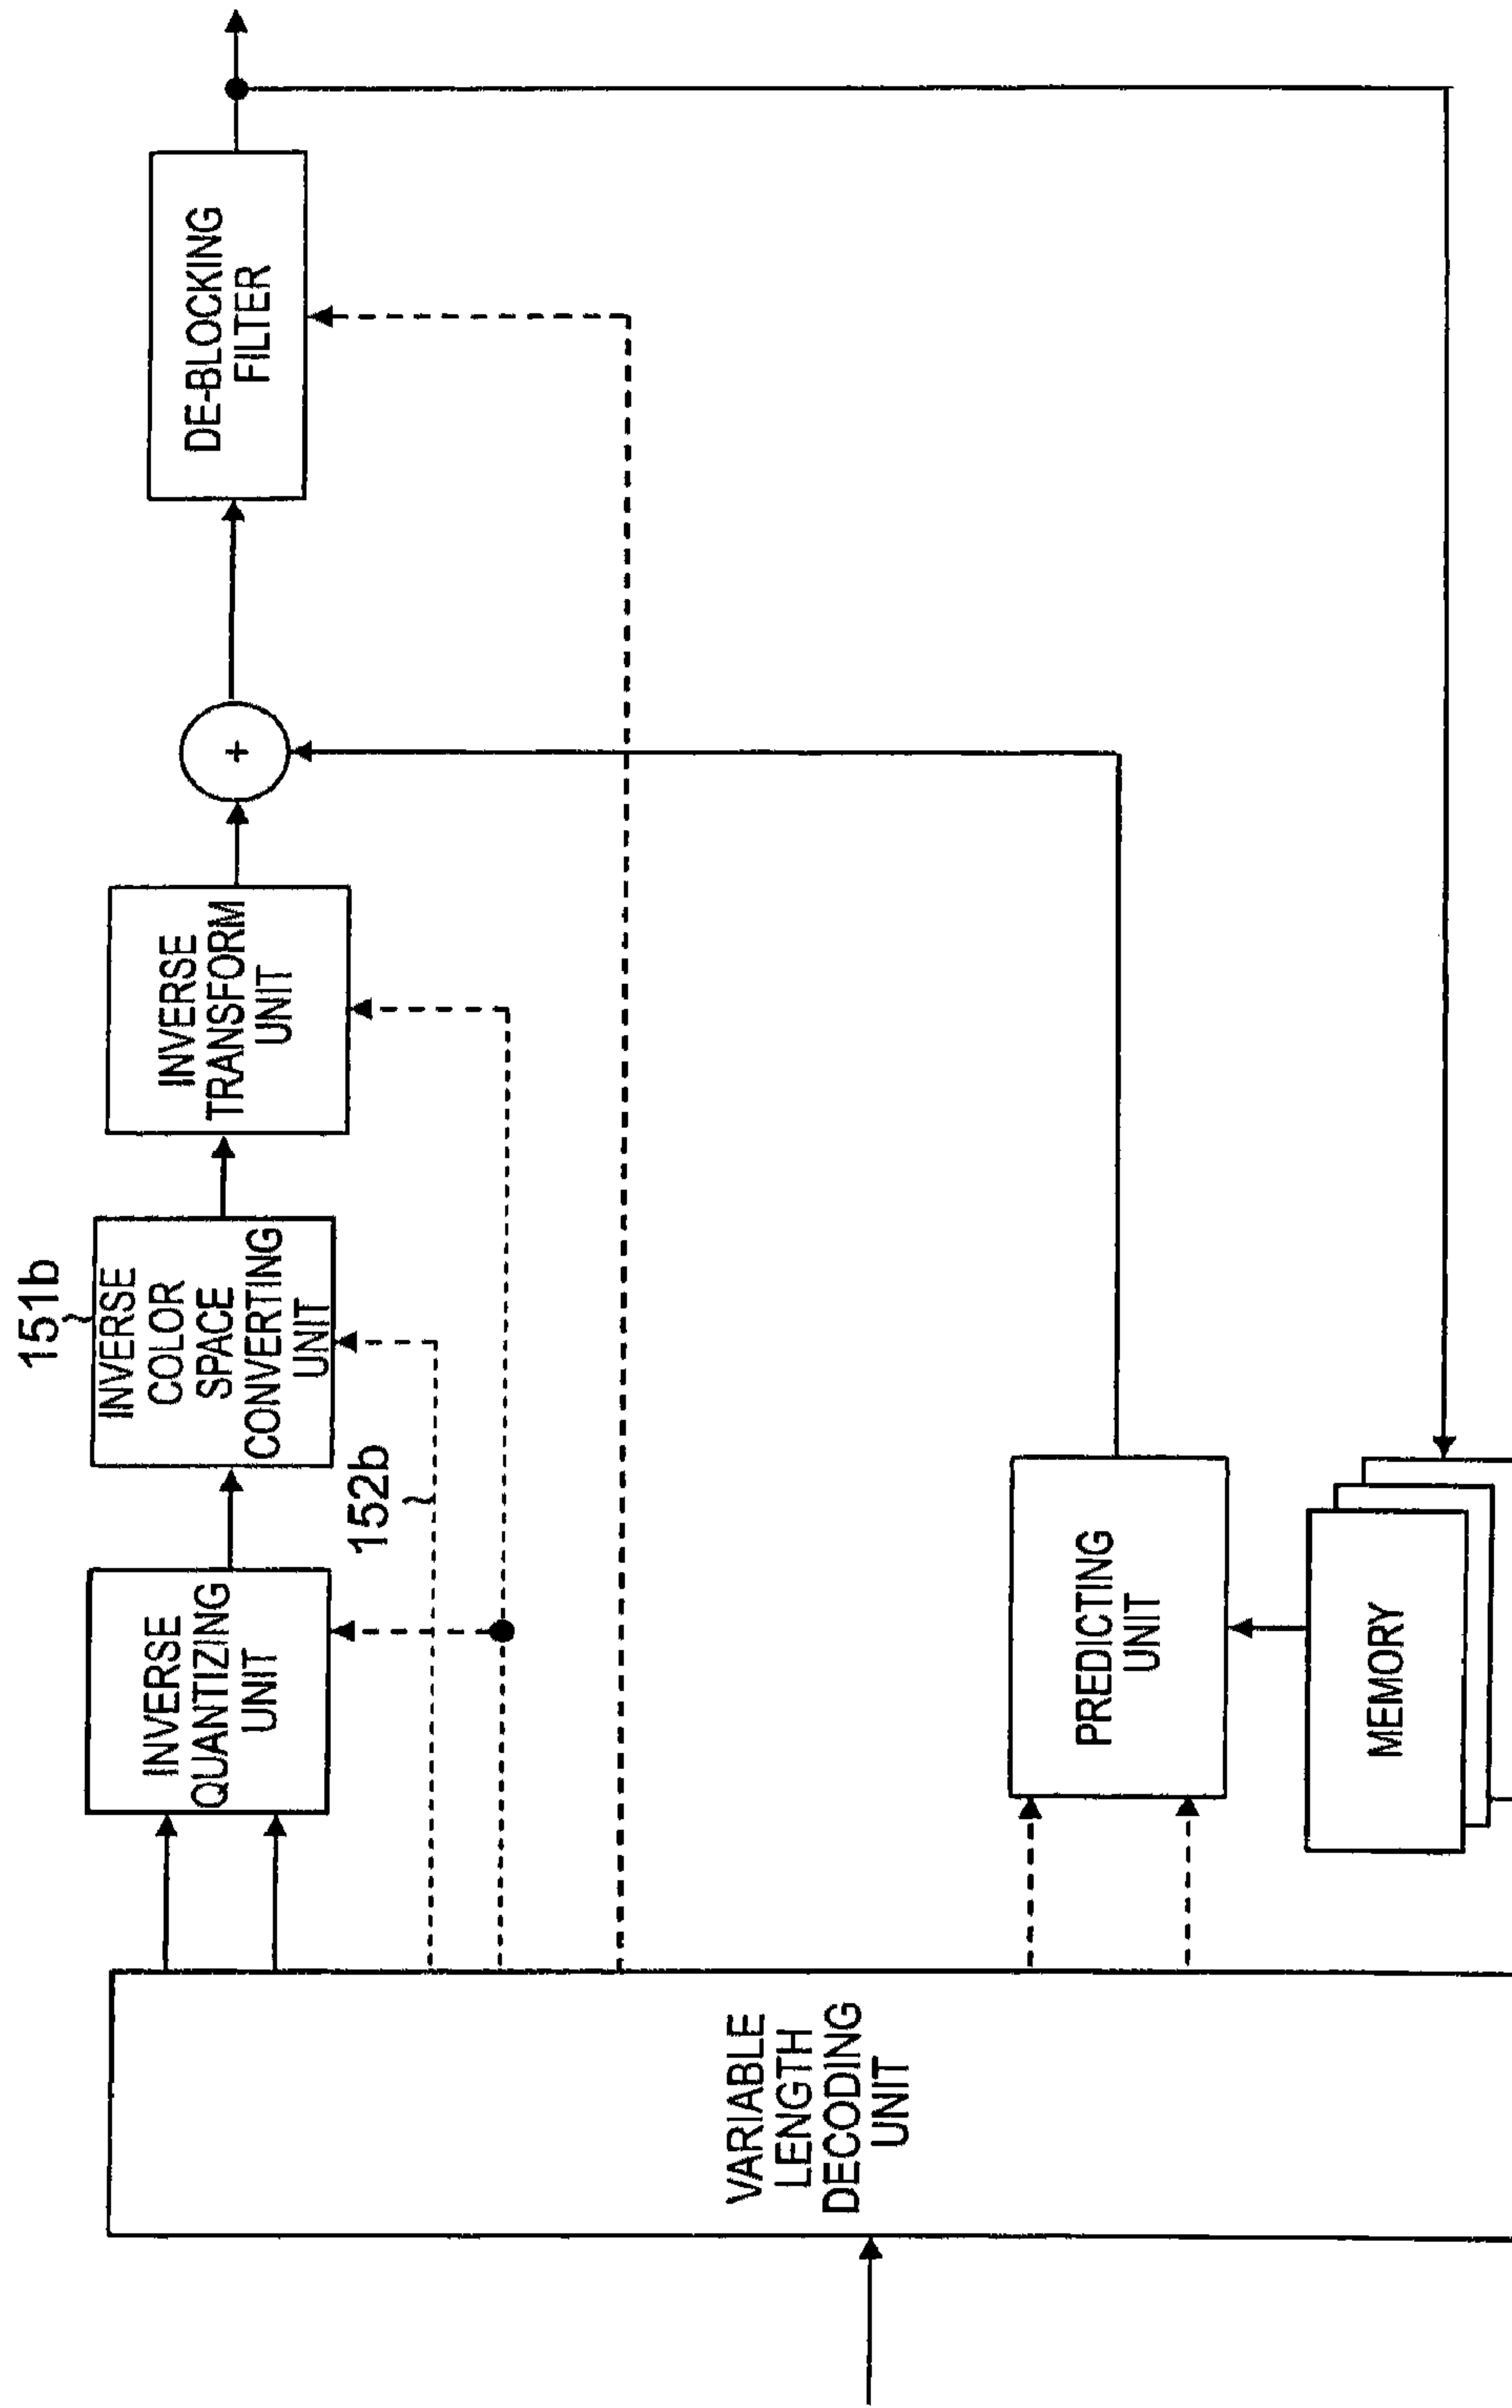 VARIABLE
LENGTH
DECODING
UNIT
INVERSE
QUANTIZING
UNIT
152b
151b
INVERSE
COLOR
SPACE
CONVERTING
UNIT
INVERSE
TRANSFORM
UNIT
+
DE-BLOCKING
FILTER
PREDICTING
UNIT
MEMORY